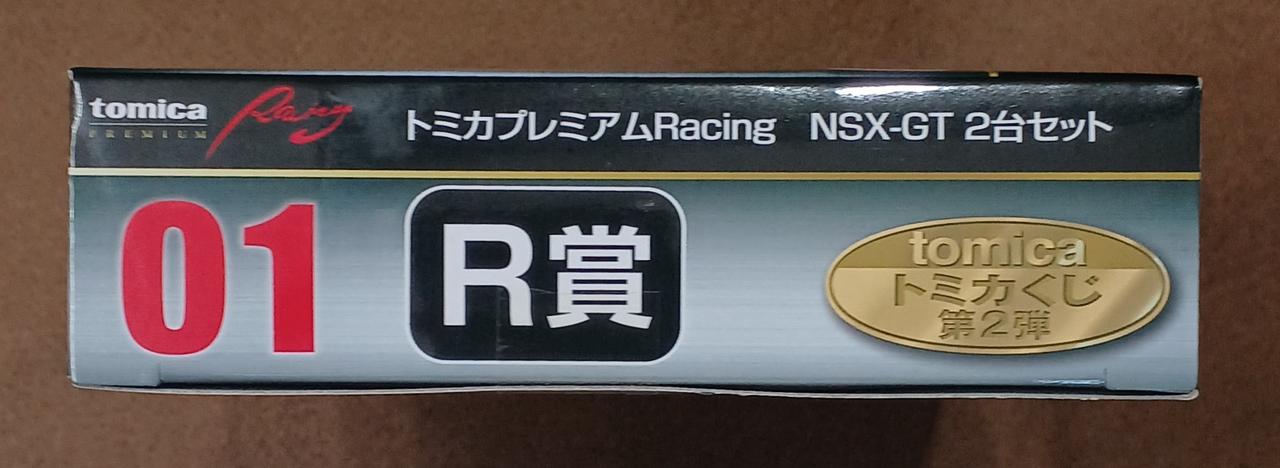 tomica
PREMIUM
Racing
トミカプレミアムRacing NSX-GT 2台セット
01
R賞
tomica
トミカくじ
第2弾